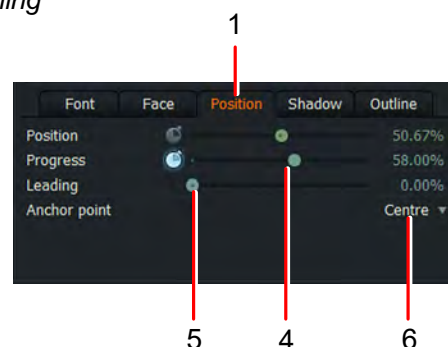 1
Font Face Position Shadow Outline
Position 50.67%
Progress 58.00%
Leading 0.00%
Anchor point Centre
5 4 6